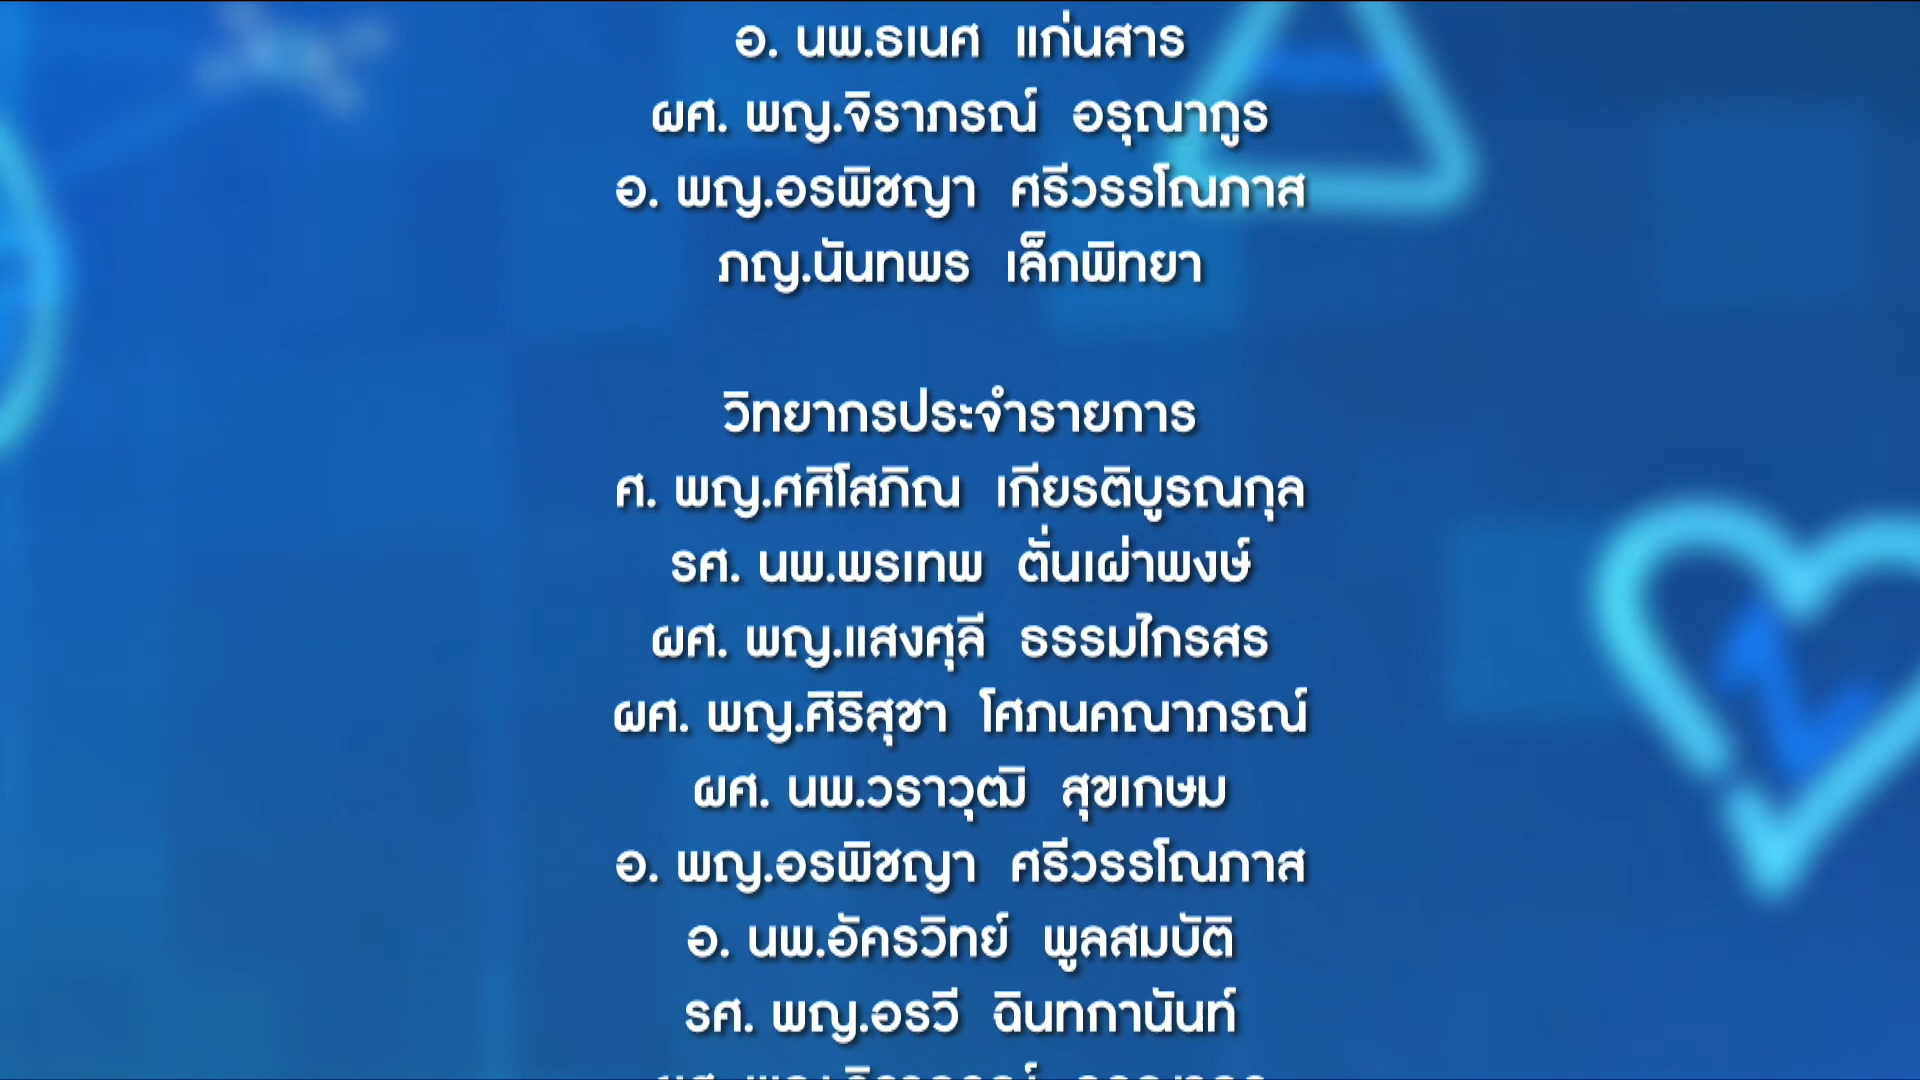 อ. นพ.ธเนศ แก่นสาร
ผศ. พญ.จิราภรณ์ อรุณากูร
อ. พญ.อรพิชญา ศรีวรรโณภาส
ภญ.นันทพร เล็กพิทยา
วิทยากรประจำรายการ
ศ. พญ.ศศิโสภิณ เกียรติบูรณกุล
รศ. นพ.พรเทพ ตั่นเผ่าพงษ์
ผศ. พญ.แสงศุลี ธรรมไกรสร
ผศ. พญ.ศิริสุชา โศภนคณาภรณ์
ผศ. นพ.วราวุฒิ สุขเกษม
อ. พญ.อรพิชญา ศรีวรรโณภาส
อ. นพ.อัครวิทย์ พูลสมบัติ
รศ. พญ.อรวี ฉินทกานันท์